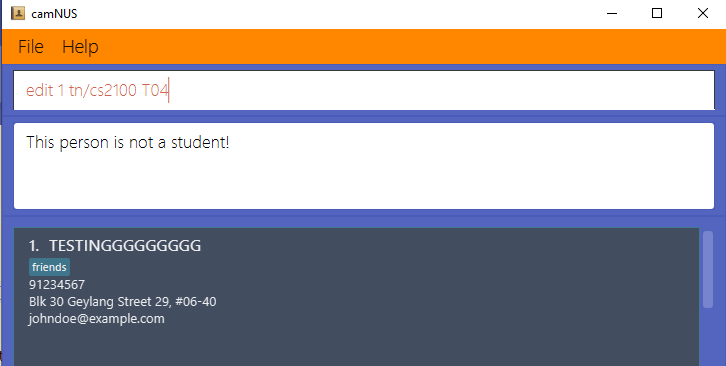 camNUS
File Help
edit 1 tn/cs2100 T04
This person is not a student!
1. TESTINGGGGGGGGG
friends
91234567
Blk 30 Geylang Street 29, #06-40
johndoe@example.com